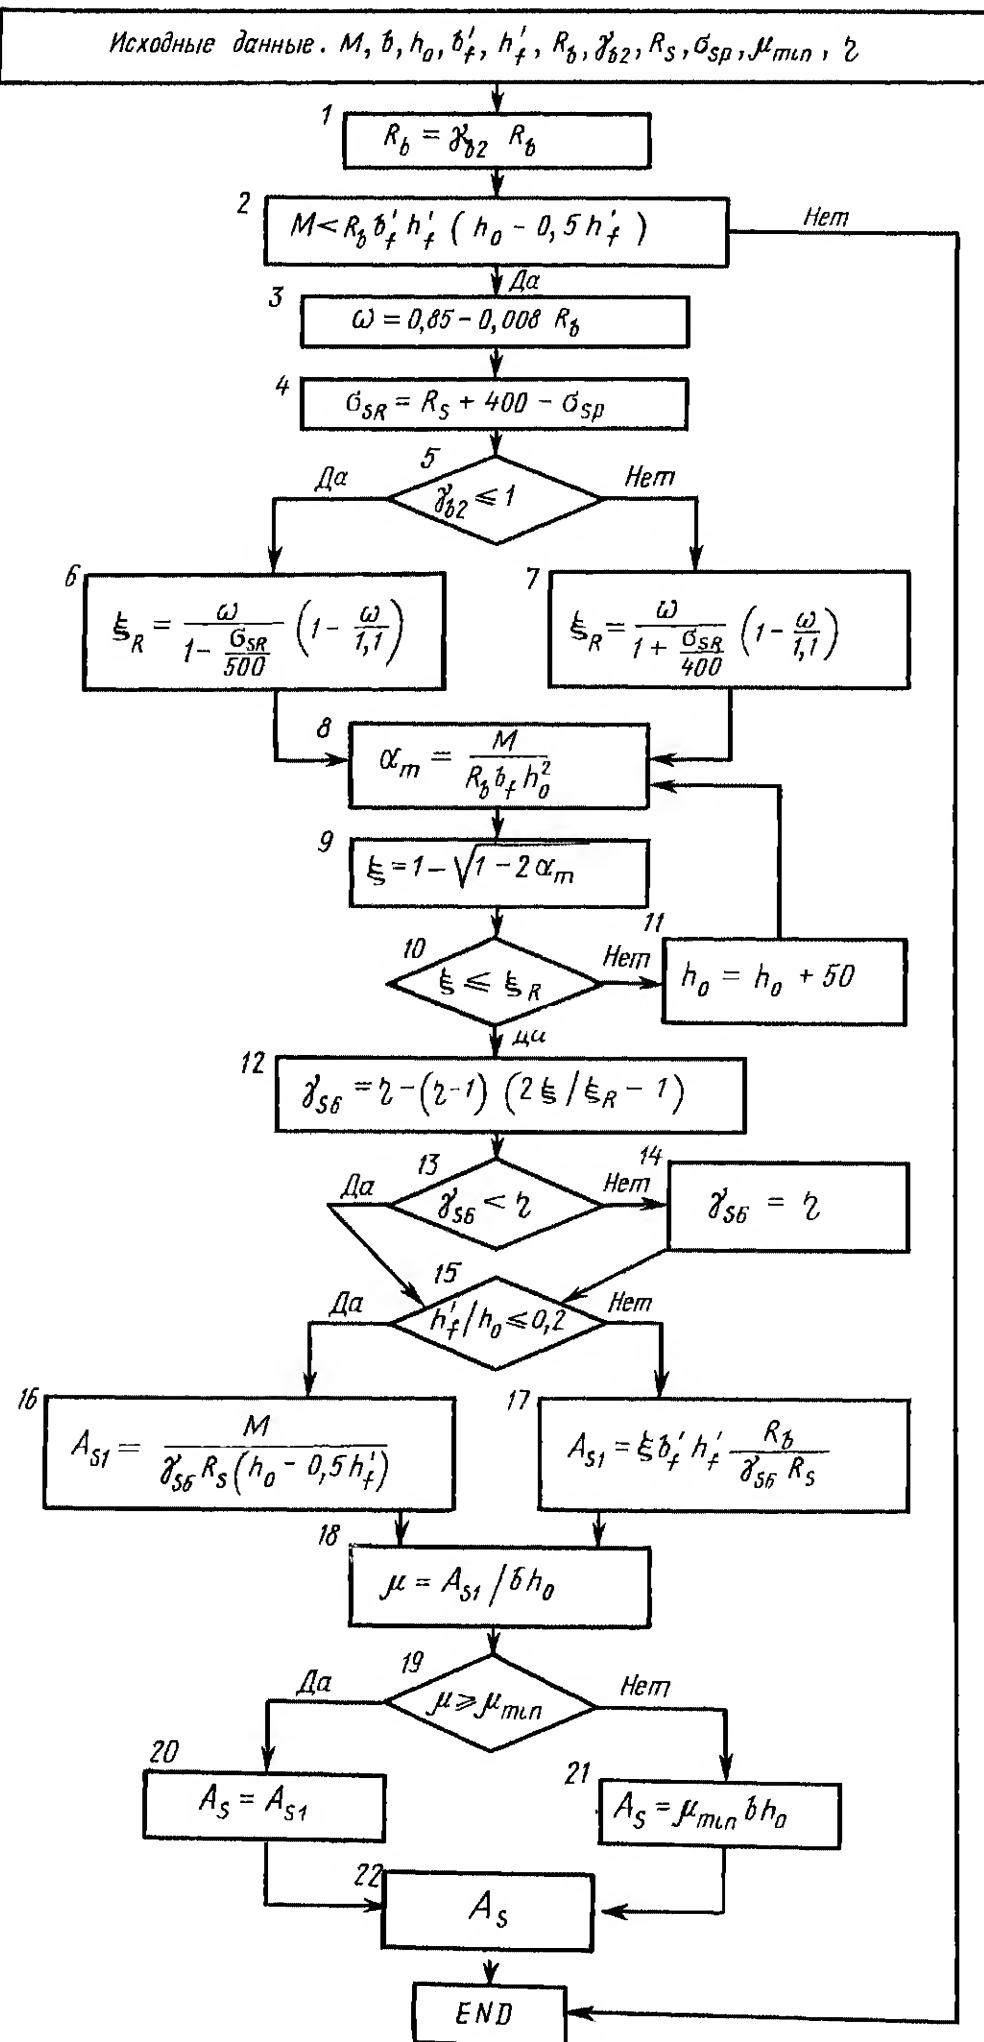 Исходные данные. M, b, h₀, b'f, h'f, Rb, γb2, RS, σsp, μmin, η
1
Rb = γb2 Rb
2
M < Rb b'f h'f (h₀ - 0,5 h'f)
Нет
Да
3
ω = 0,85 - 0,008 Rb
4
σSR = RS + 400 - σSp
5
Да
Нет
γb2 ≤ 1
6
ξR = ω / (1 - σSR/500) (1 - ω/1,1)
7
ξR = ω / (1 + σSR/400) (1 - ω/1,1)
8
αm = M / (Rb bf h₀²)
9
ξ = 1 - √(1 - 2αm)
10
ξ ≤ ξR
Нет
11
h₀ = h₀ + 50
12
γS6 = η - (η-1) (2ξ/ξR - 1)
13
Да
Нет
γS6 < η
14
γS6 = η
15
Да
Нет
h'f/h₀ ≤ 0,2
16
AS1 = M / (γS6 RS (h₀ - 0,5 h'f))
17
AS1 = ξ b'f h'f Rb / (γS6 RS)
18
μ = AS1 / b h₀
19
Да
Нет
μ ≥ μmin
20
AS = AS1
21
AS = μmin b h₀
22
AS
END